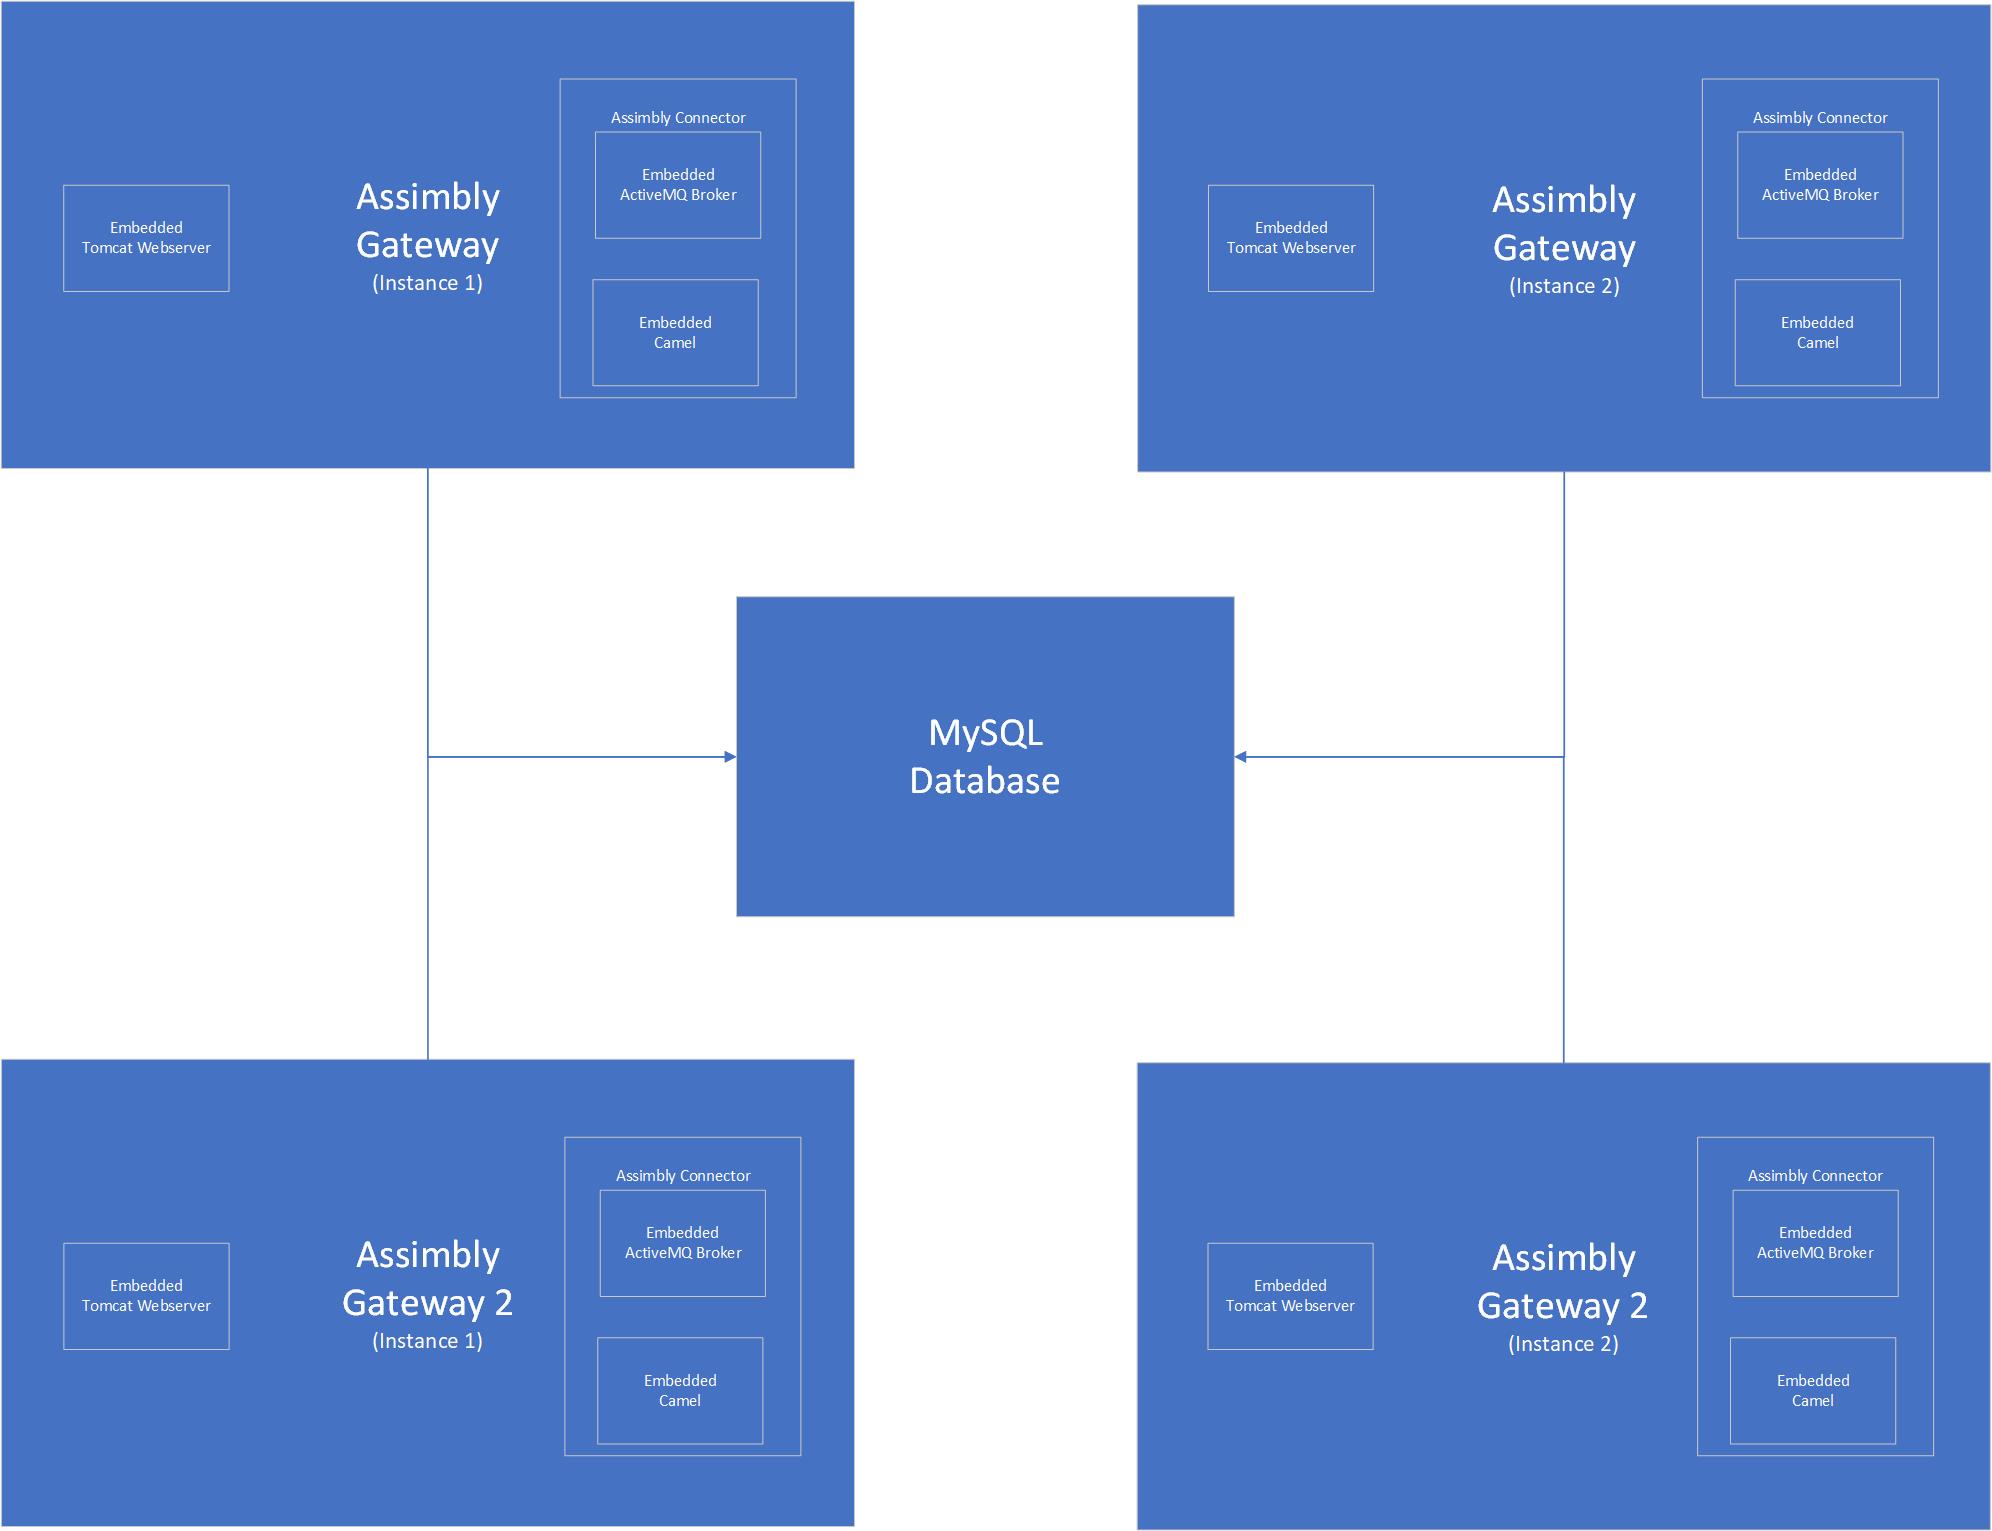 Assimbly Connector
Embedded
ActiveMQ Broker
Embedded
Tomcat Webserver
Assimbly
Gateway
(Instance 1)
Embedded
Camel
Assimbly Connector
Embedded
ActiveMQ Broker
Embedded
Tomcat Webserver
Assimbly
Gateway
(Instance 2)
Embedded
Camel
MySQL
Database
Assimbly Connector
Embedded
ActiveMQ Broker
Embedded
Tomcat Webserver
Assimbly
Gateway 2
(Instance 1)
Embedded
Camel
Assimbly Connector
Embedded
ActiveMQ Broker
Embedded
Tomcat Webserver
Assimbly
Gateway 2
(Instance 2)
Embedded
Camel